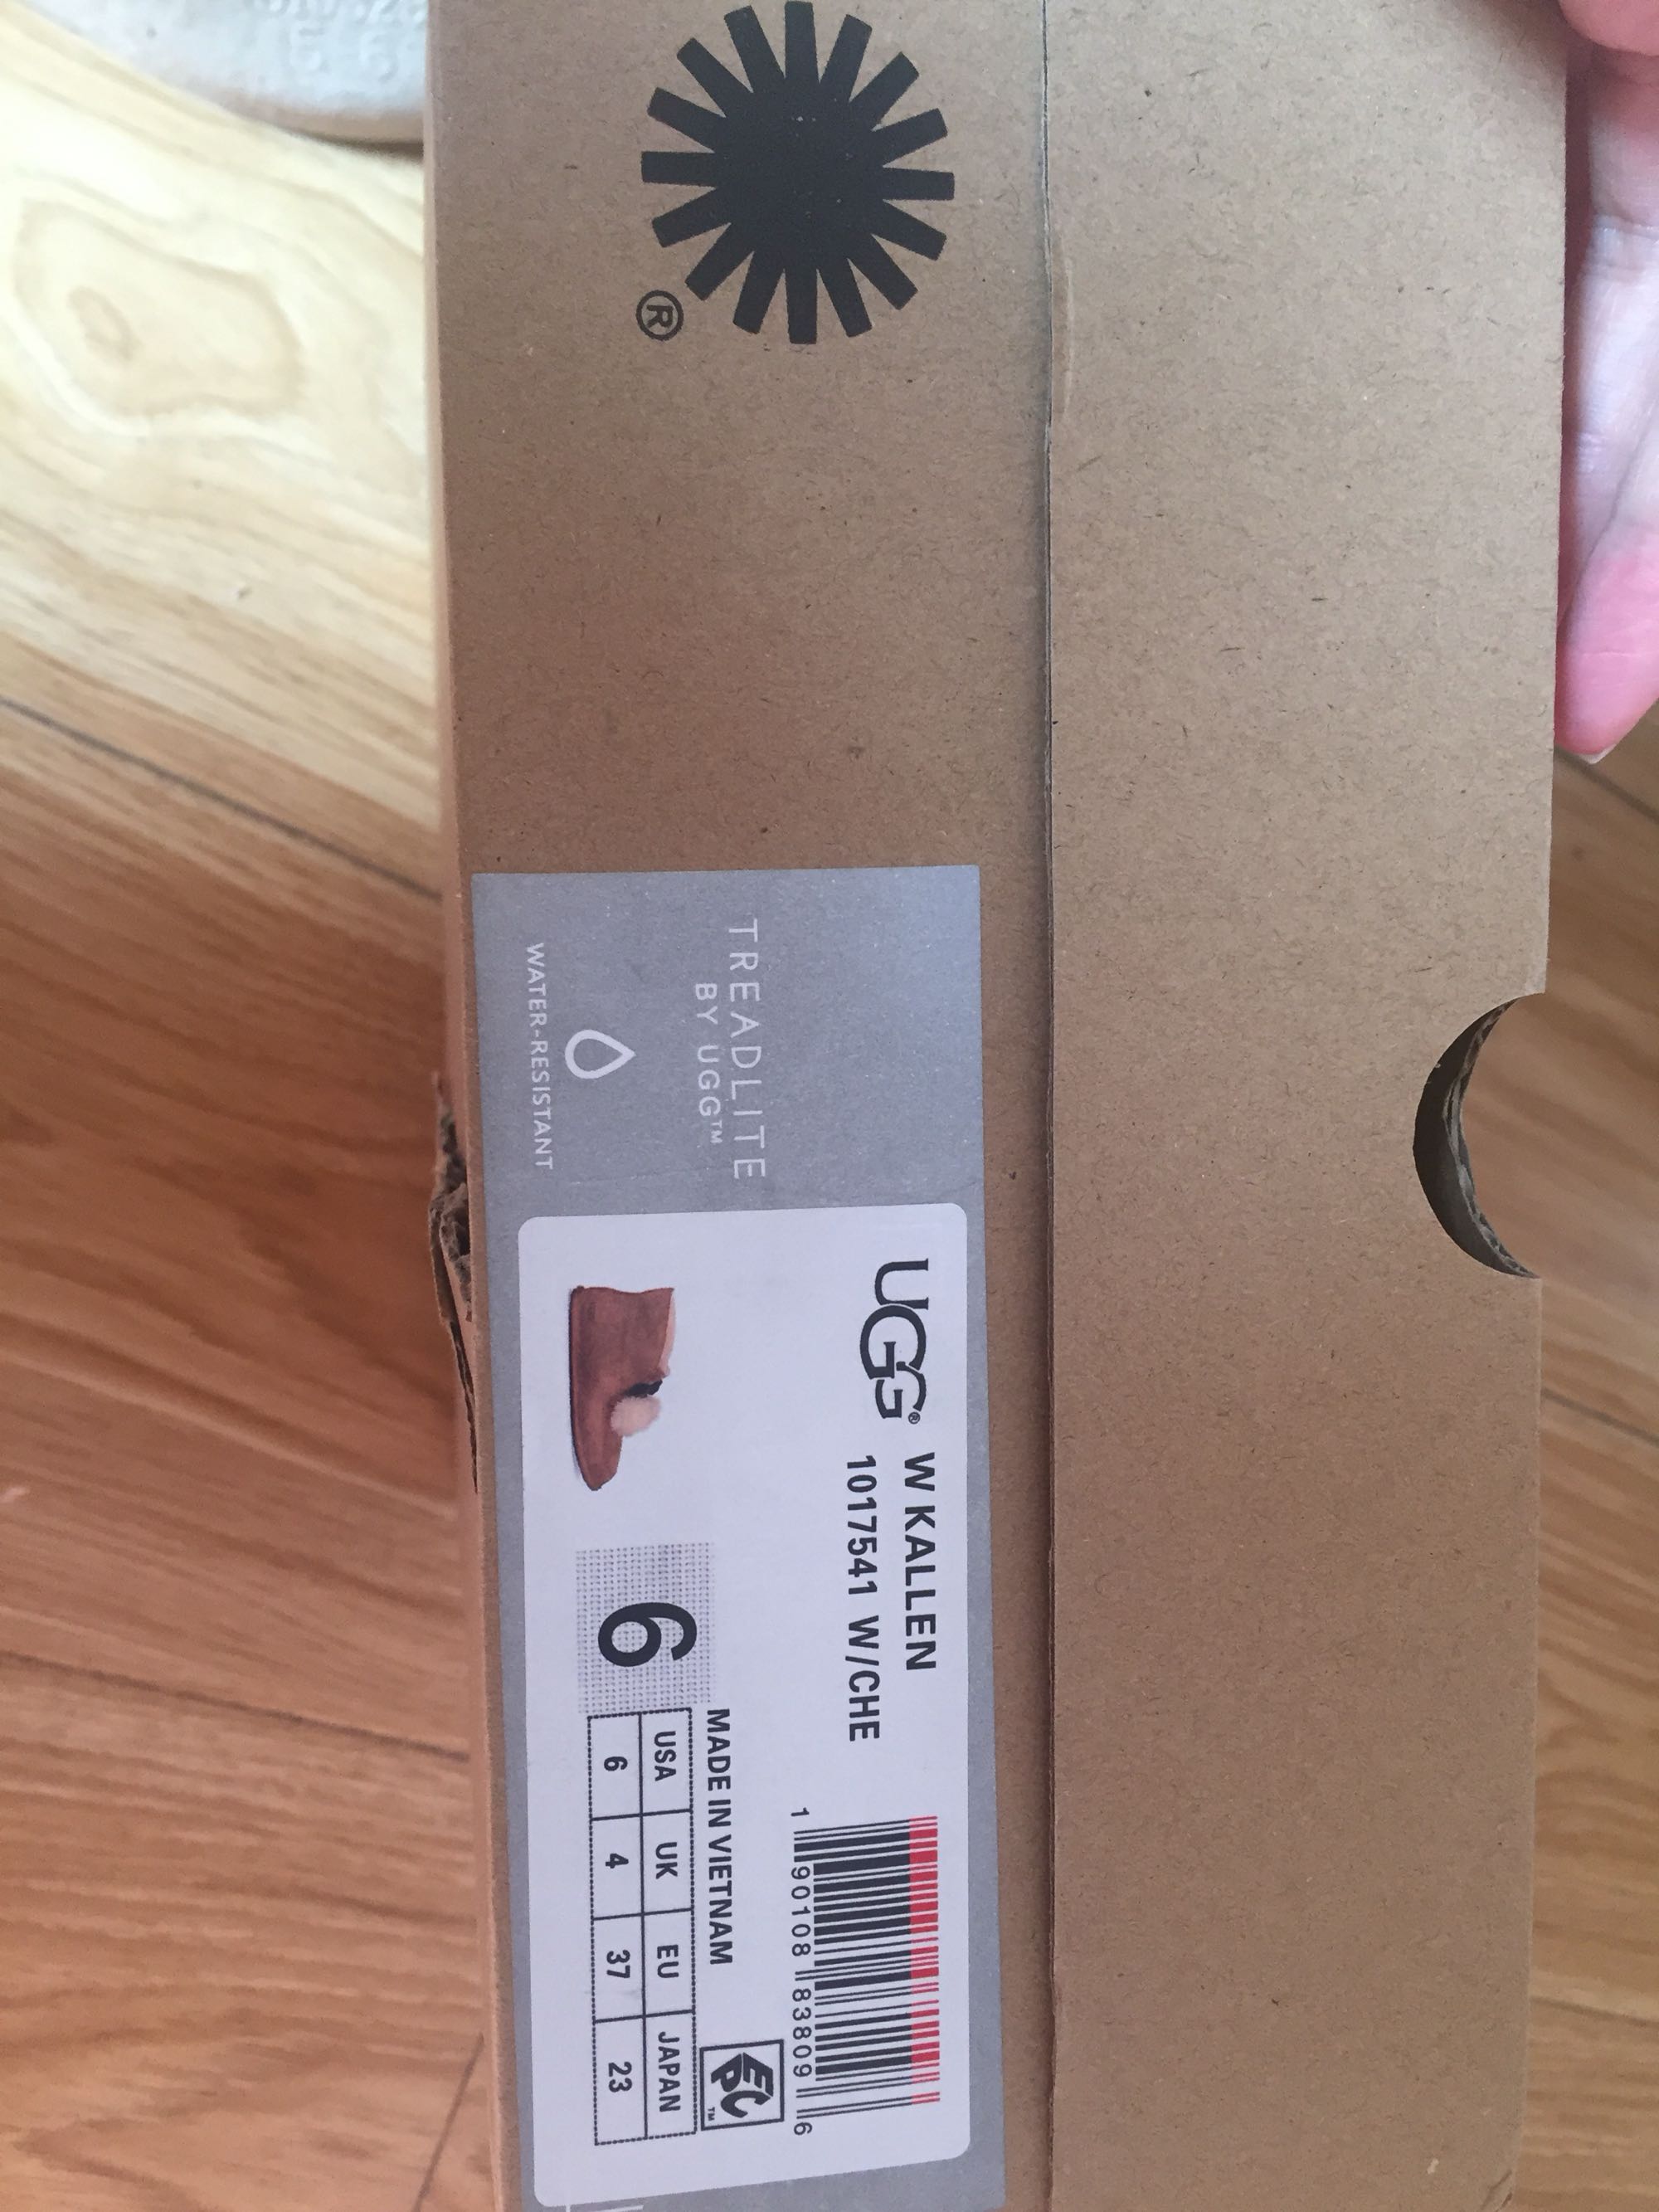 ®
TREADLITE
BY UGG™
WATER-RESISTANT
UGG® W KALLEN
1017541 W/CHE
1 90108 83809 6
6
MADE IN VIETNAM
EPC™
USA UK EU JAPAN
6 4 37 23